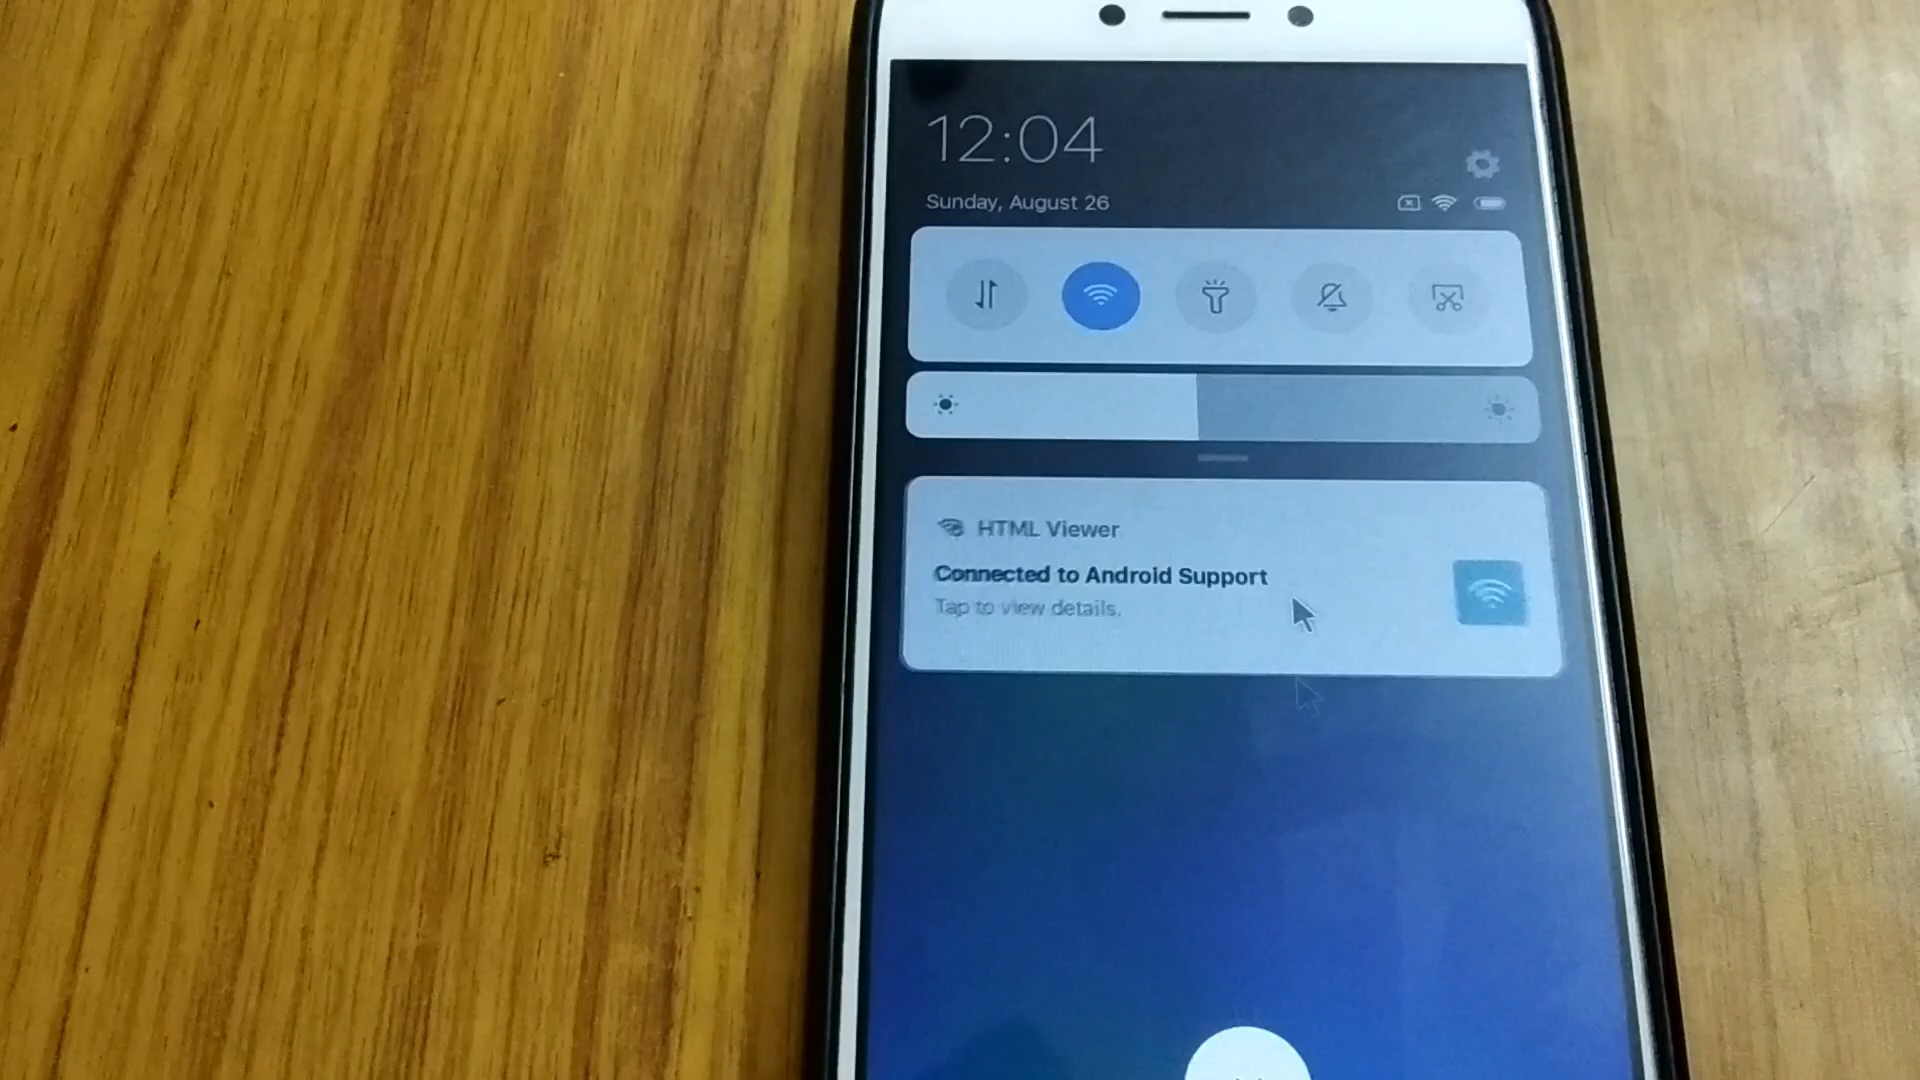 12:04
Sunday, August 26
HTML Viewer
Connected to Android Support
Tap to view details.